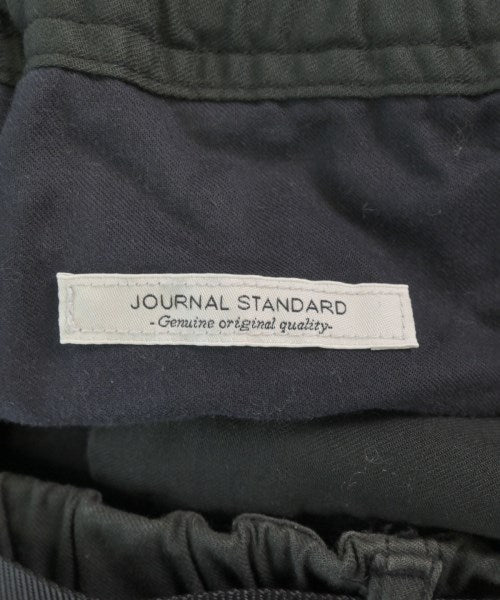 JOURNAL STANDARD
-Genuine original quality-